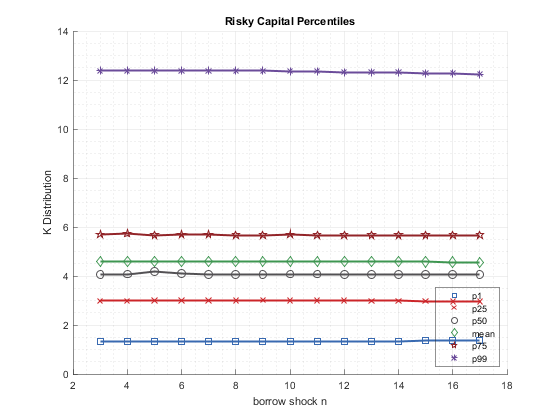 Risky Capital Percentiles
14
12
10
8
6
4
2
0
K Distribution
2
4
6
8
10
12
14
16
18
borrow shock n
p1
p25
p50
mean
p75
p99